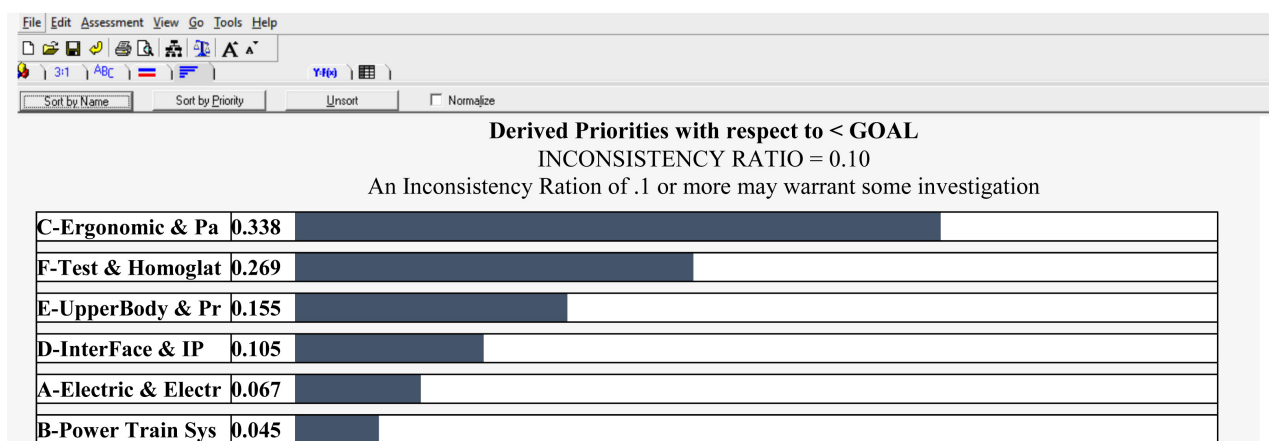 File Edit Assessment View Go Tools Help
A A
3:1 ABC Y:f(x)
Sort by Name Sort by Priority Unsort Normalize
Derived Priorities with respect to < GOAL
INCONSISTENCY RATIO = 0.10
An Inconsistency Ration of .1 or more may warrant some investigation
C-Ergonomic & Pa 0.338
F-Test & Homoglat 0.269
E-UpperBody & Pr 0.155
D-InterFace & IP 0.105
A-Electric & Electr 0.067
B-Power Train Sys 0.045